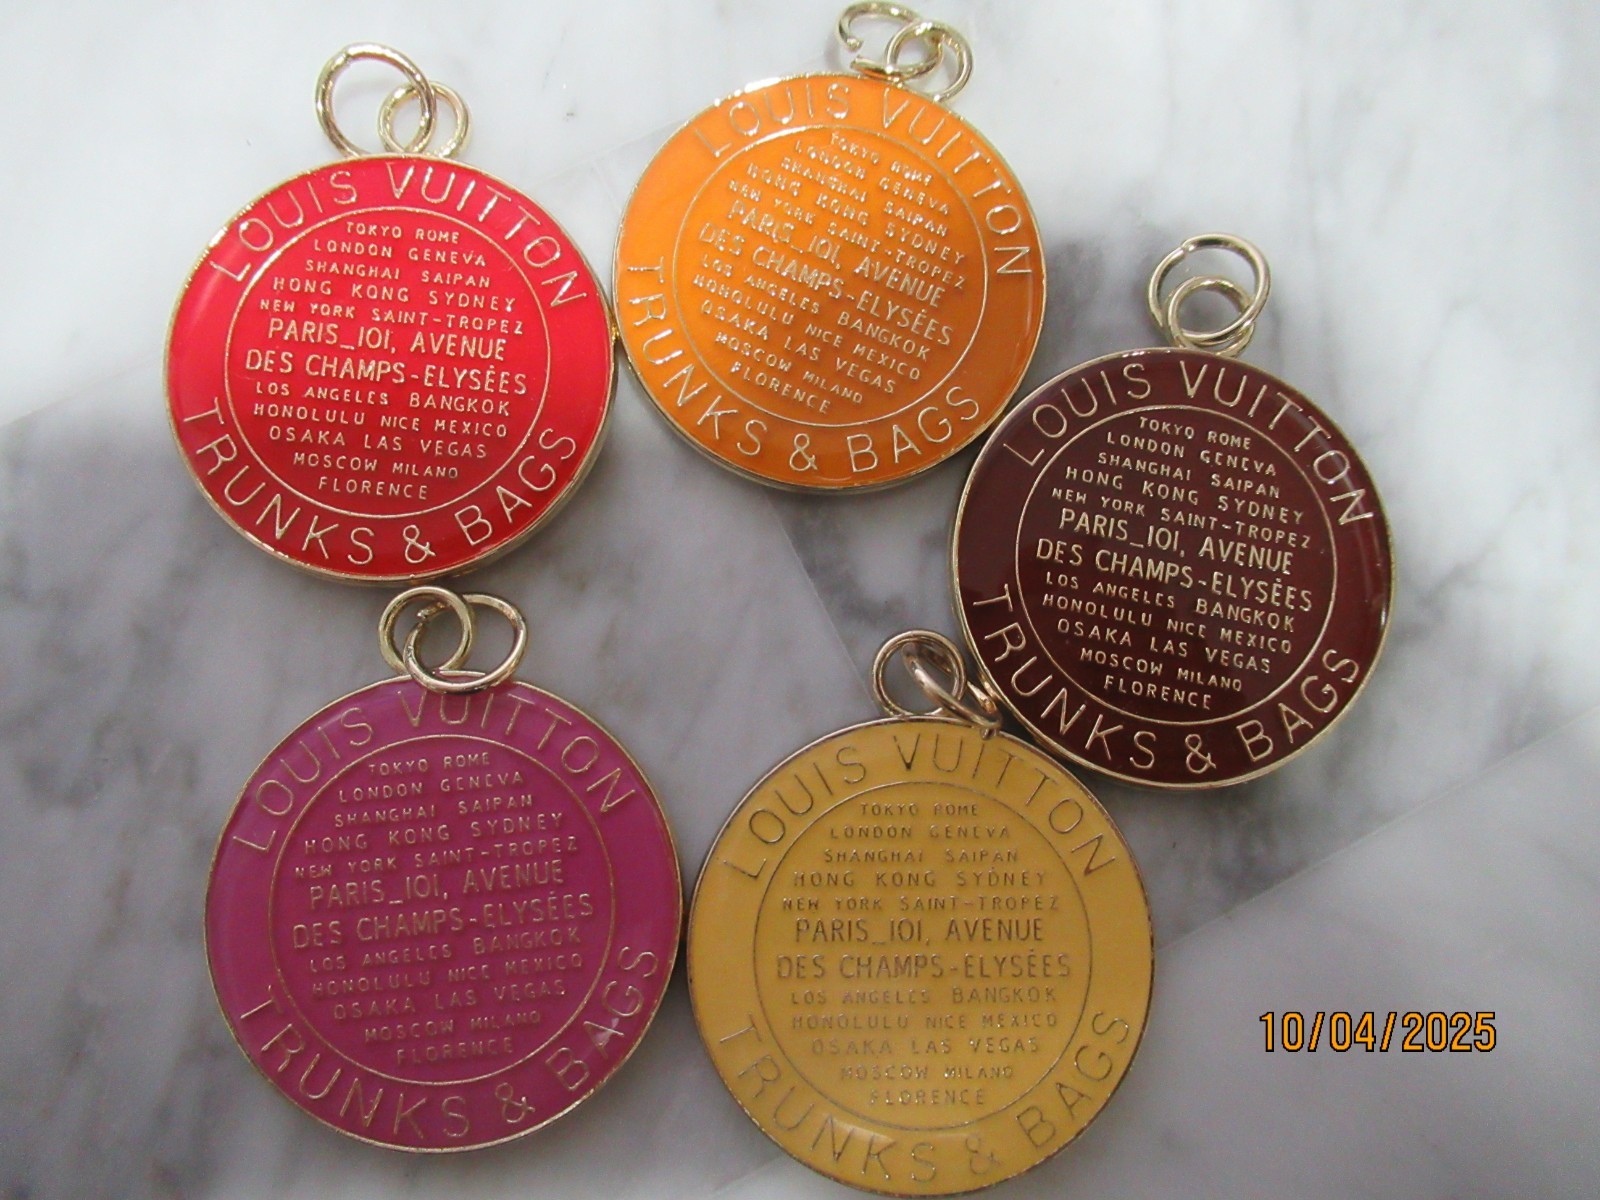 LOUIS VUITTON
TOKYO ROME
LONDON GENEVA
SHANGHAI SAIPAN
HONG KONG SYDNEY
NEW YORK SAINT-TROPEZ
PARIS_101, AVENUE
DES CHAMPS-ELYSÉES
LOS ANGELES BANGKOK
HONOLULU NICE MEXICO
OSAKA LAS VEGAS
MOSCOW MILANO
FLORENCE
TRUNKS & BAGS
LOUIS VUITTON
TOKYO ROME
LONDON GENEVA
SHANGHAI SAIPAN
HONG KONG SYDNEY
NEW YORK SAINT-TROPEZ
PARIS_101, AVENUE
DES CHAMPS-ELYSÉES
LOS ANGELES BANGKOK
HONOLULU NICE MEXICO
OSAKA LAS VEGAS
MOSCOW MILANO
FLORENCE
TRUNKS & BAGS
LOUIS VUITTON
TOKYO ROME
LONDON GENEVA
SHANGHAI SAIPAN
HONG KONG SYDNEY
NEW YORK SAINT-TROPEZ
PARIS_101, AVENUE
DES CHAMPS-ELYSÉES
LOS ANGELES BANGKOK
HONOLULU NICE MEXICO
OSAKA LAS VEGAS
MOSCOW MILANO
FLORENCE
TRUNKS & BAGS
LOUIS VUITTON
TOKYO ROME
LONDON GENEVA
SHANGHAI SAIPAN
HONG KONG SYDNEY
NEW YORK SAINT-TROPEZ
PARIS_101, AVENUE
DES CHAMPS-ELYSÉES
LOS ANGELES BANGKOK
HONOLULU NICE MEXICO
OSAKA LAS VEGAS
MOSCOW MILANO
FLORENCE
TRUNKS & BAGS
LOUIS VUITTON
TOKYO ROME
LONDON GENEVA
SHANGHAI SAIPAN
HONG KONG SYDNEY
NEW YORK SAINT-TROPEZ
PARIS_101, AVENUE
DES CHAMPS-ELYSÉES
LOS ANGELES BANGKOK
HONOLULU NICE MEXICO
OSAKA LAS VEGAS
MOSCOW MILANO
FLORENCE
TRUNKS & BAGS
10/04/2025